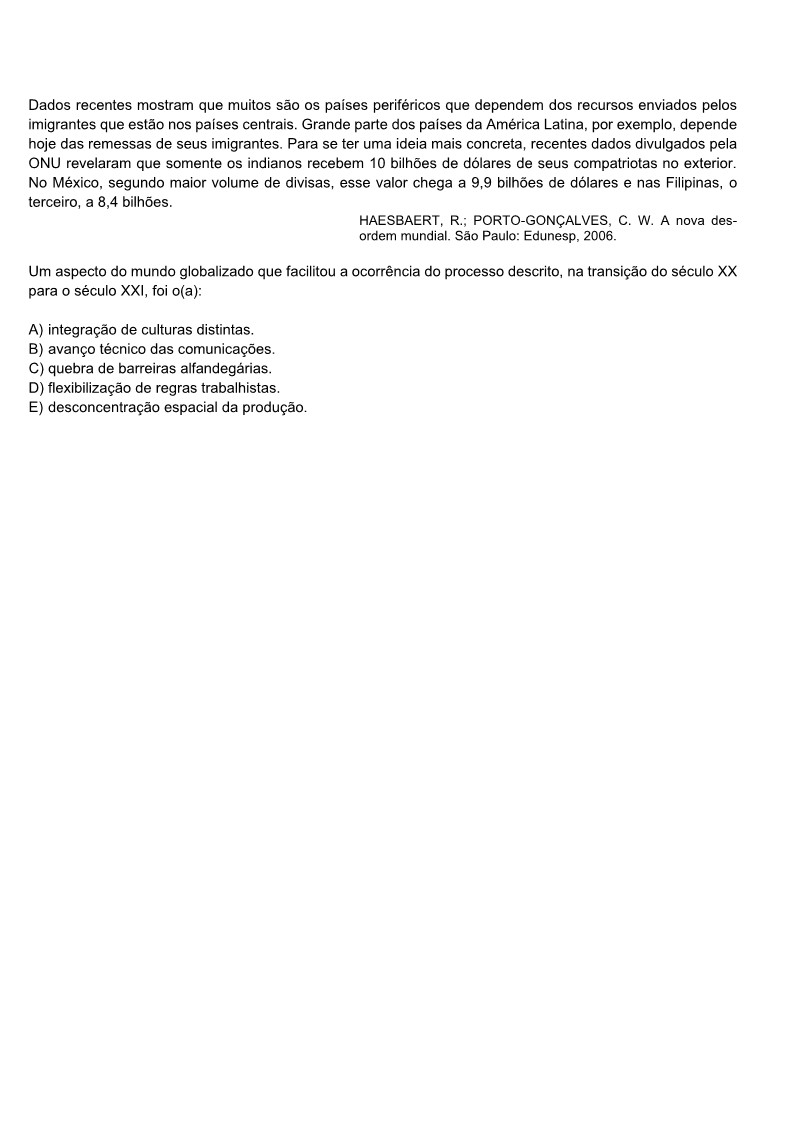 Dados recentes mostram que muitos são os países periféricos que dependem dos recursos enviados pelos
imigrantes que estão nos países centrais. Grande parte dos países da América Latina, por exemplo, depende
hoje das remessas de seus imigrantes. Para se ter uma ideia mais concreta, recentes dados divulgados pela
ONU revelaram que somente os indianos recebem 10 bilhões de dólares de seus compatriotas no exterior.
No México, segundo maior volume de divisas, esse valor chega a 9,9 bilhões de dólares e nas Filipinas, o
terceiro, a 8,4 bilhões.
HAESBAERT, R.; PORTO-GONÇALVES, C. W. A nova des-
ordem mundial. São Paulo: Edunesp, 2006.
Um aspecto do mundo globalizado que facilitou a ocorrência do processo descrito, na transição do século XX
para o século XXI, foi o(a):
A) integração de culturas distintas.
B) avanço técnico das comunicações.
C) quebra de barreiras alfandegárias.
D) flexibilização de regras trabalhistas.
E) desconcentração espacial da produção.